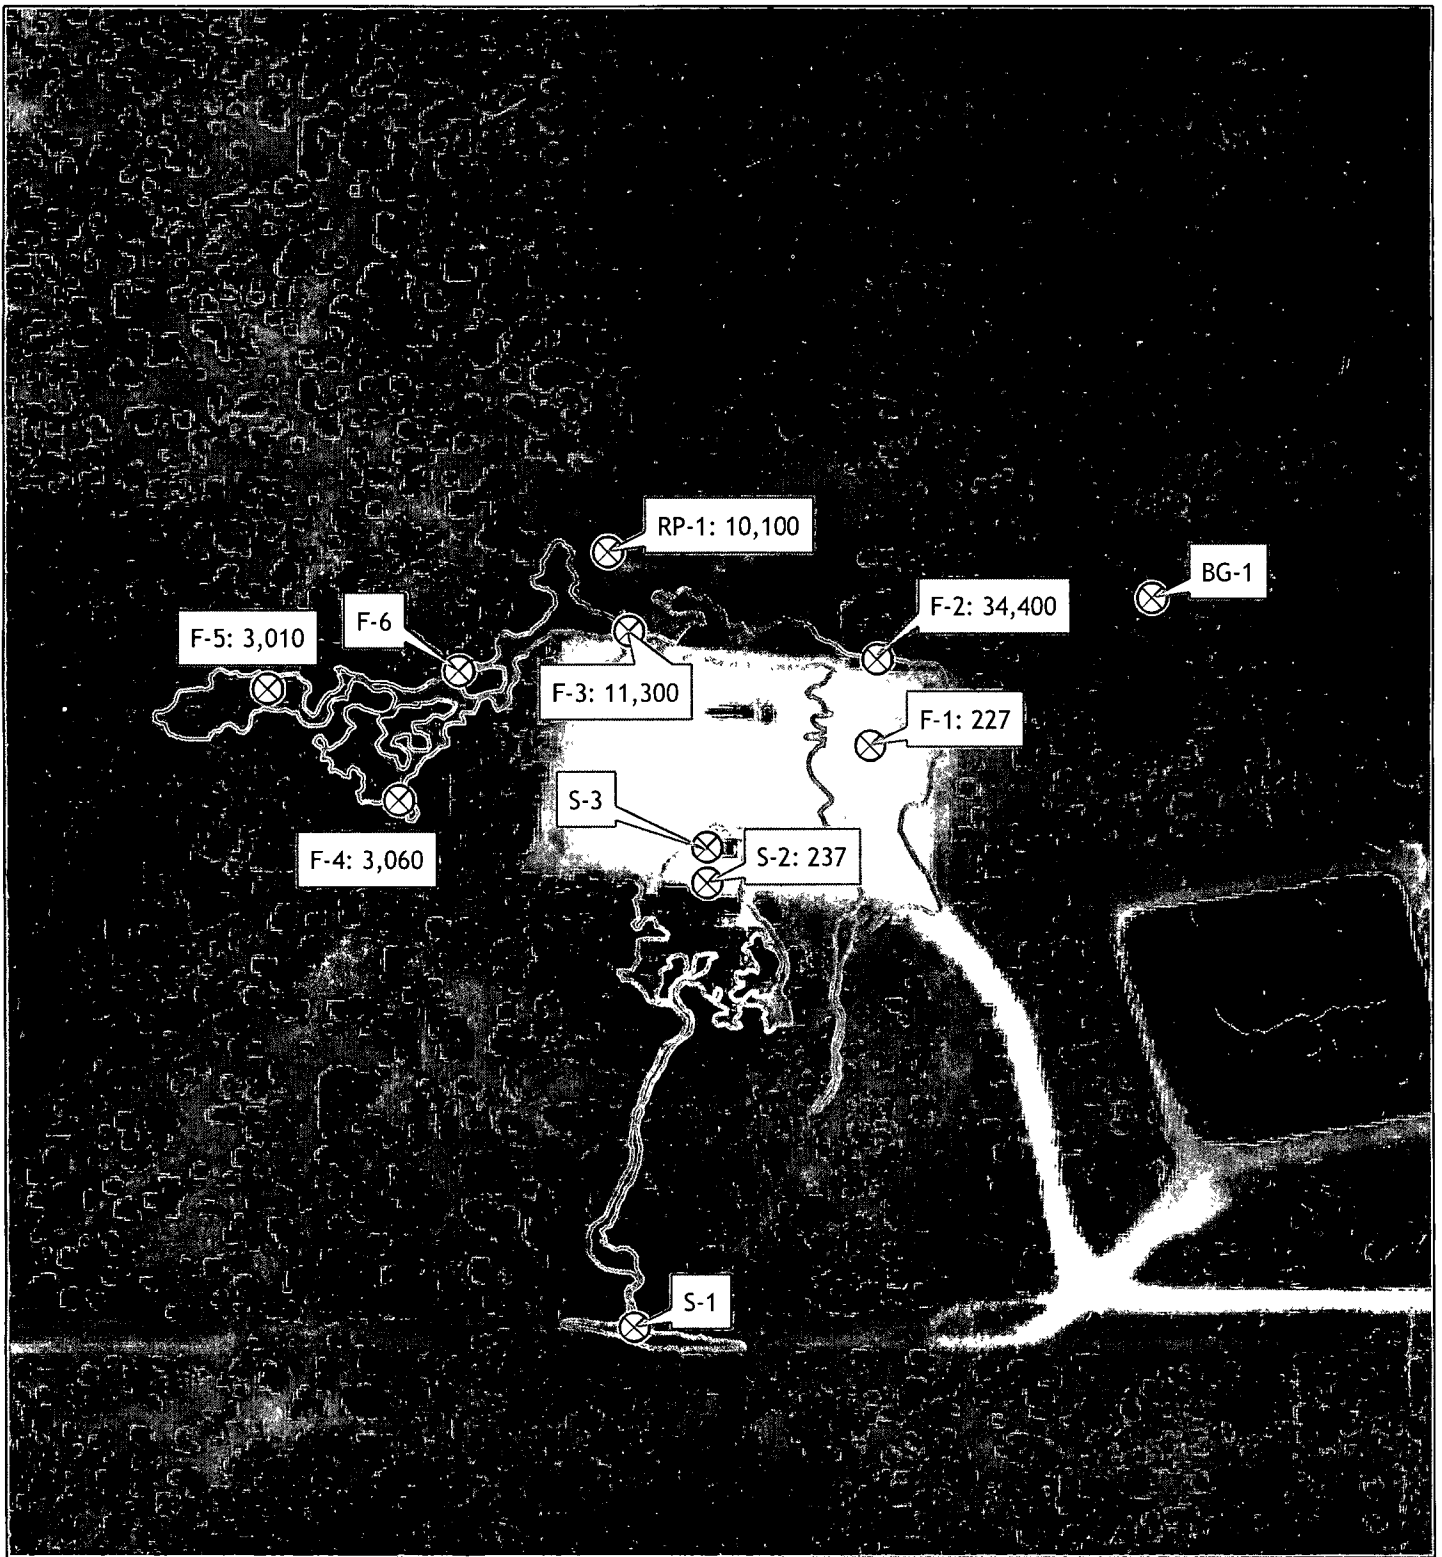 RP-1: 10,100
BG-1
F-2: 34,400
F-6
F-5: 3,010
F-3: 11,300
F-1: 227
S-3
S-2: 237
F-4: 3,060
S-1